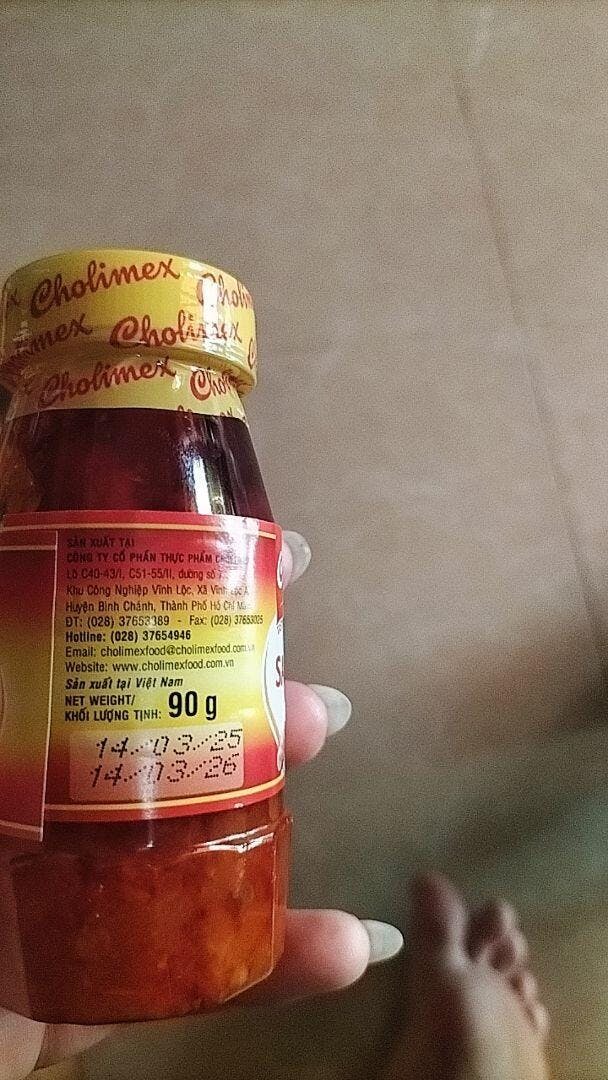 Cholimex
Cholimex
Cholimex
SẢN XUẤT TẠI
CÔNG TY CỔ PHẦN THỰC PHẨM
Lô C40-43/I, C51-55/II, đường số 7
Khu Công Nghiệp Vĩnh Lộc, Xã Vĩnh Lộc A
Huyện Bình Chánh, Thành Phố Hồ Chí
ĐT: (028) 37653389 - Fax: (028) 37653025
Hotline: (028) 37654946
Email: cholimexfood@cholimexfood.com.vn
Website: www.cholimexfood.com.vn
Sản xuất tại Việt Nam
NET WEIGHT/
KHỐI LƯỢNG TỊNH: 90 g
14/03/25
14/03/26